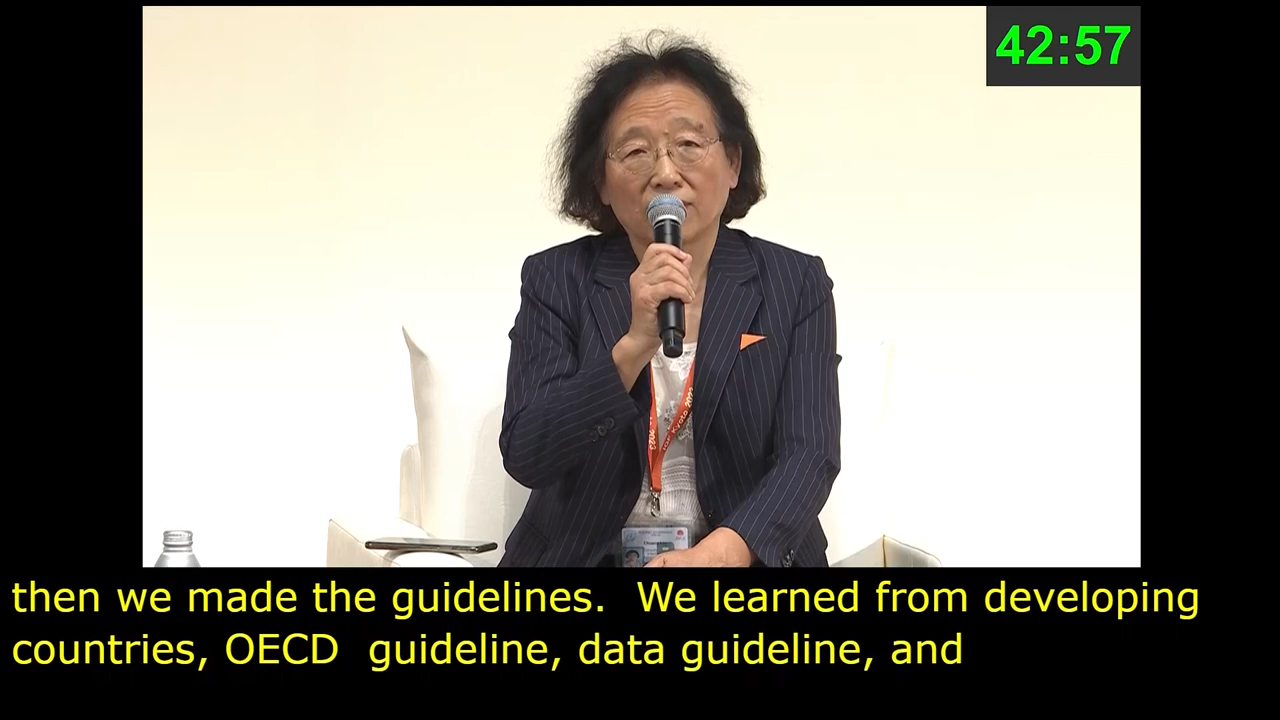 42:57
then we made the guidelines.  We learned from developing
countries, OECD  guideline, data guideline, and